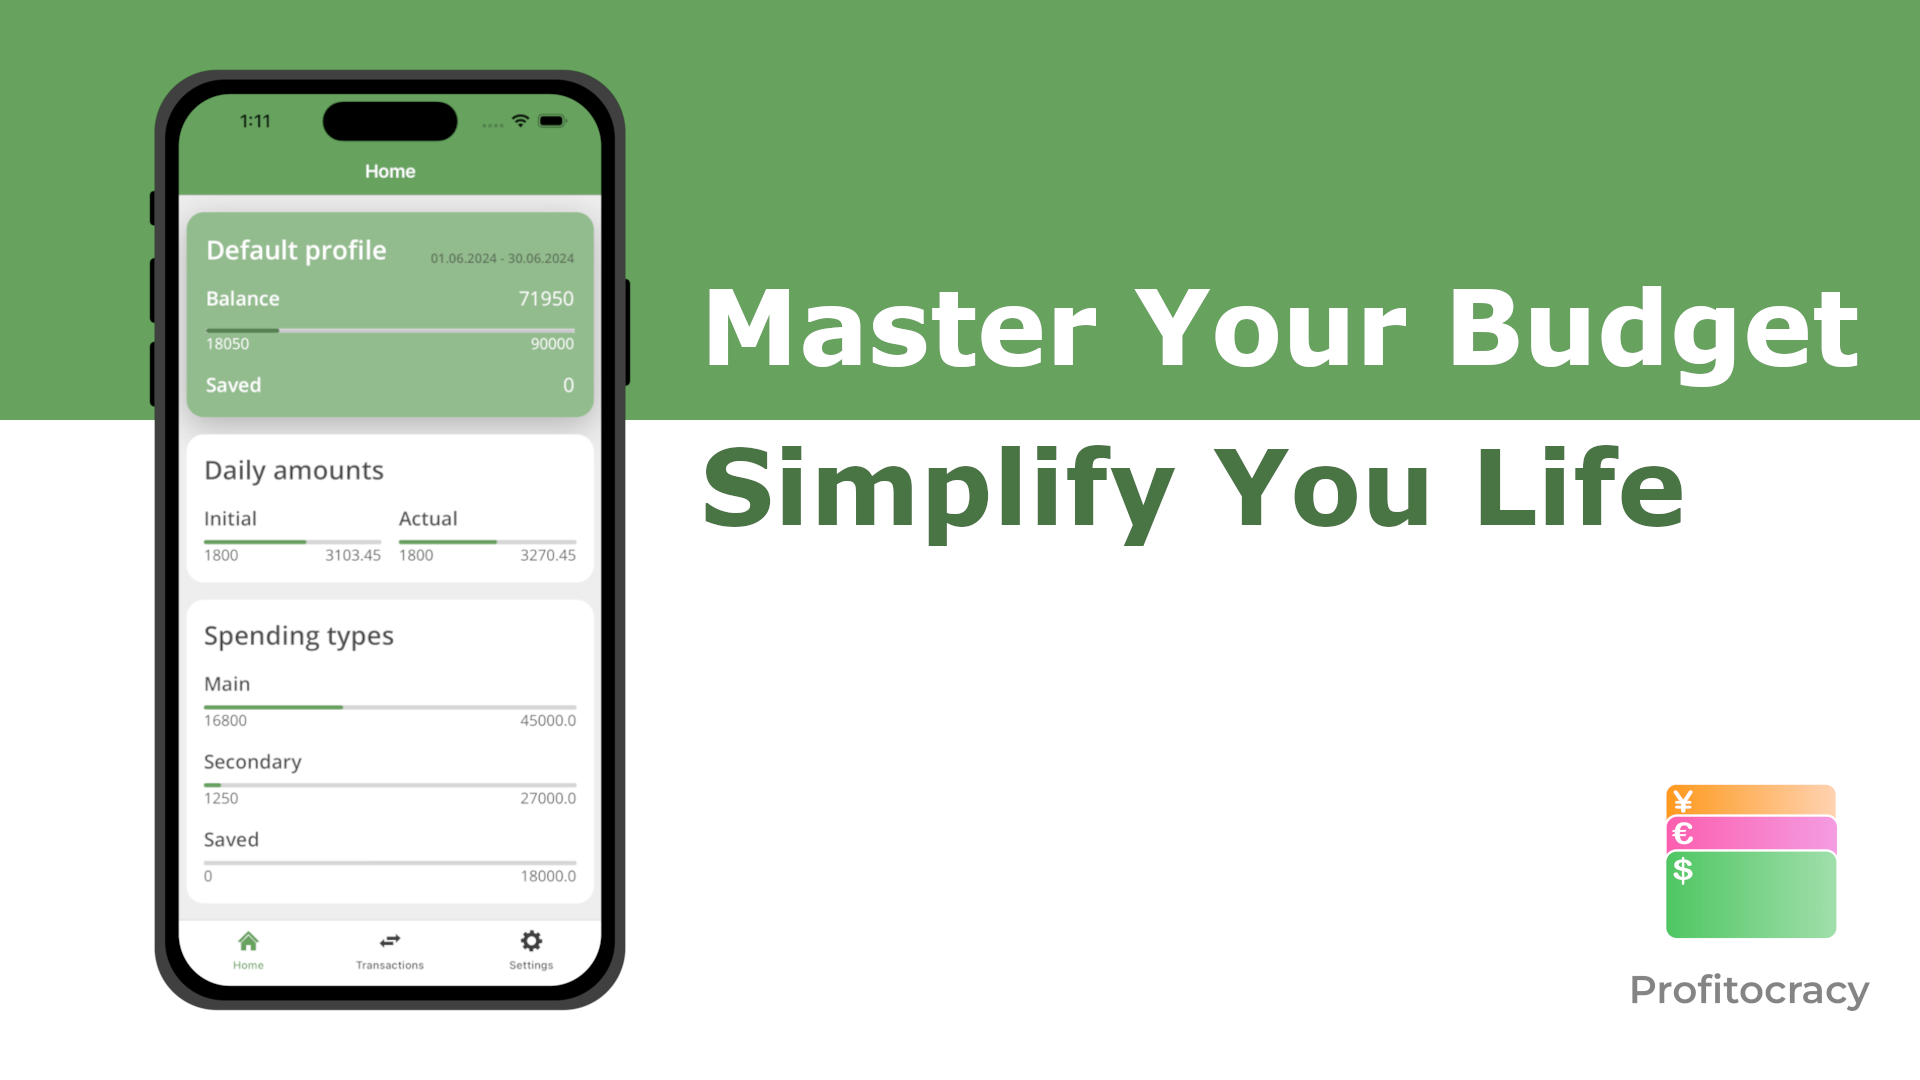 1:11
Home
Default profile
01.06.2024 - 30.06.2024
Balance 71950
18050 90000
Saved 0
Daily amounts
Initial Actual
1800 3103.45 1800 3270.45
Spending types
Main
16800 45000.0
Secondary
1250 27000.0
Saved
0 18000.0
Home Transactions Settings
Master Your Budget
Simplify You Life
¥
€
$
Profitocracy